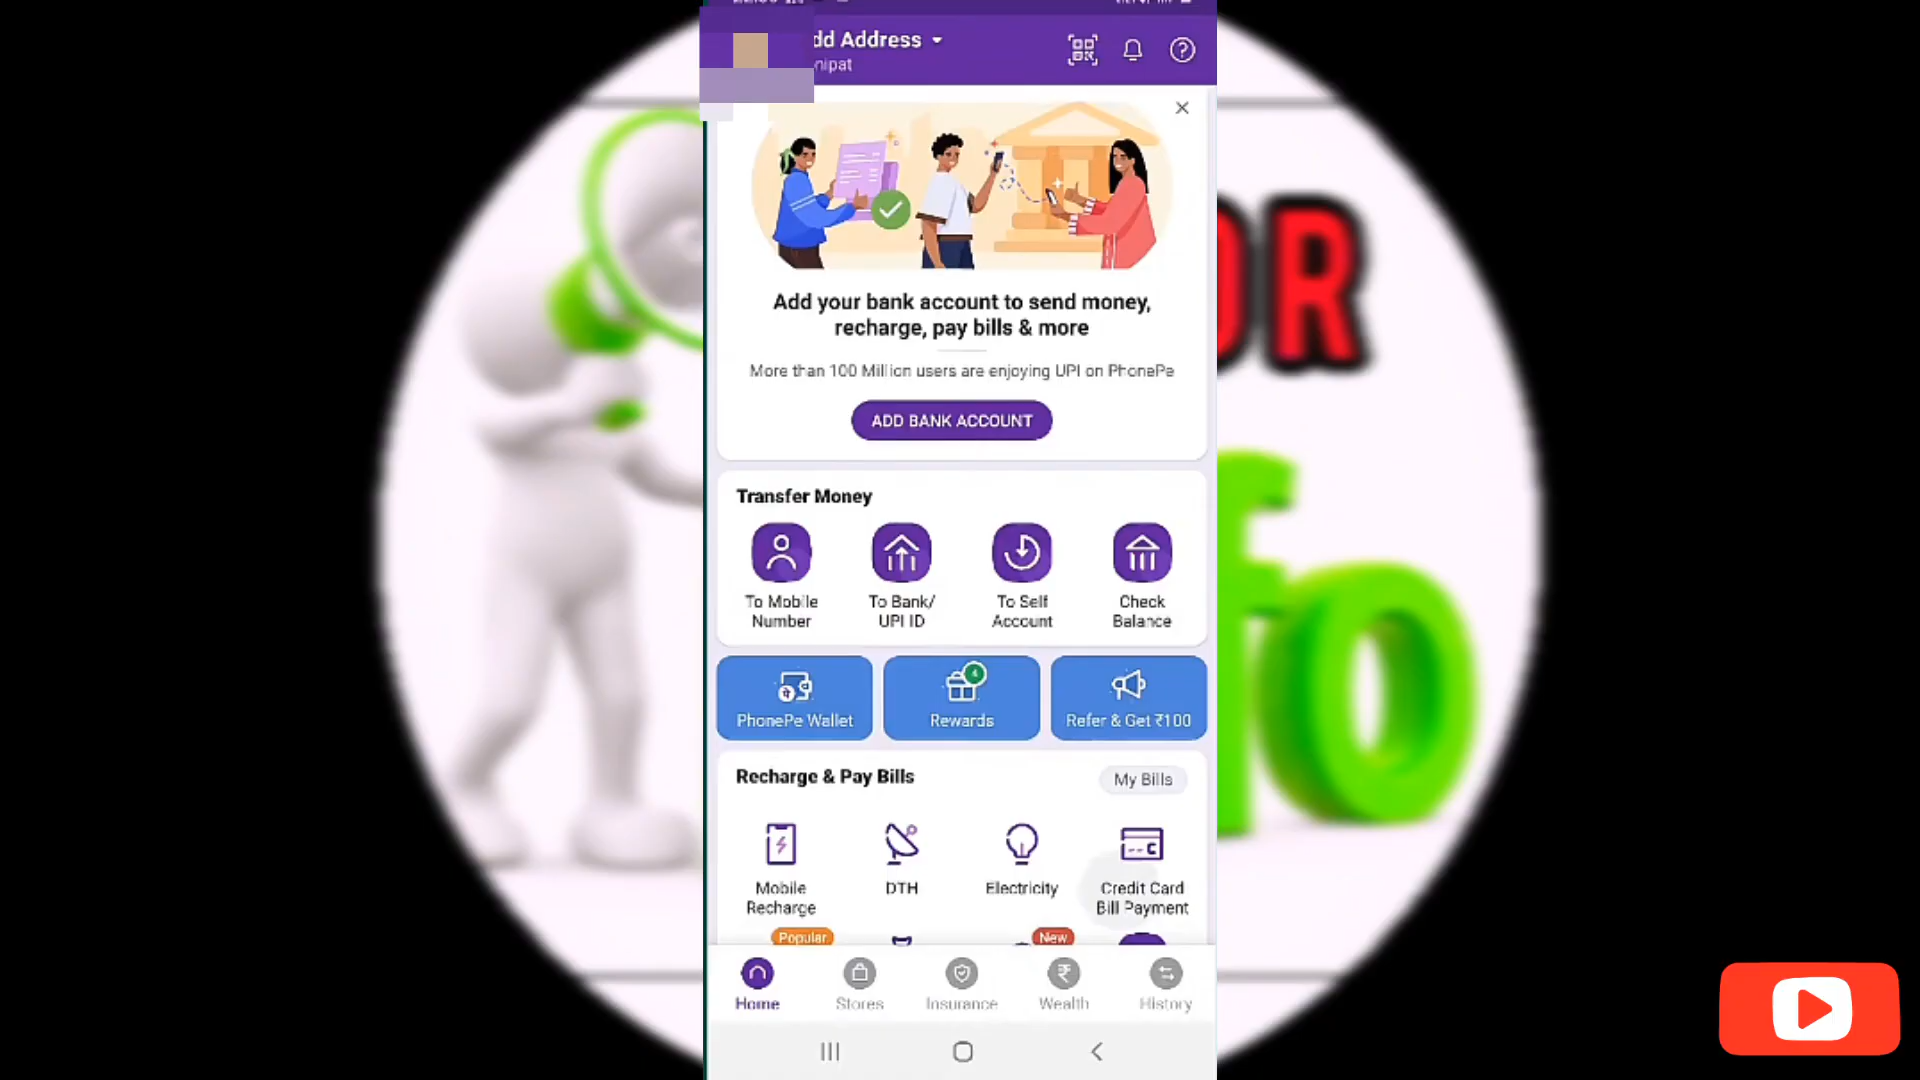 dd Address
nipat
Add your bank account to send money,
recharge, pay bills & more
More than 100 Million users are enjoying UPI on PhonePe
ADD BANK ACCOUNT
Transfer Money
To Mobile
Number
To Bank/
UPI ID
To Self
Account
Check
Balance
PhonePe Wallet
Rewards
Refer & Get ₹100
Recharge & Pay Bills
My Bills
Mobile
Recharge
DTH
Electricity
Credit Card
Bill Payment
Popular
New
Home
Stores
Insurance
Wealth
History
OR
fo